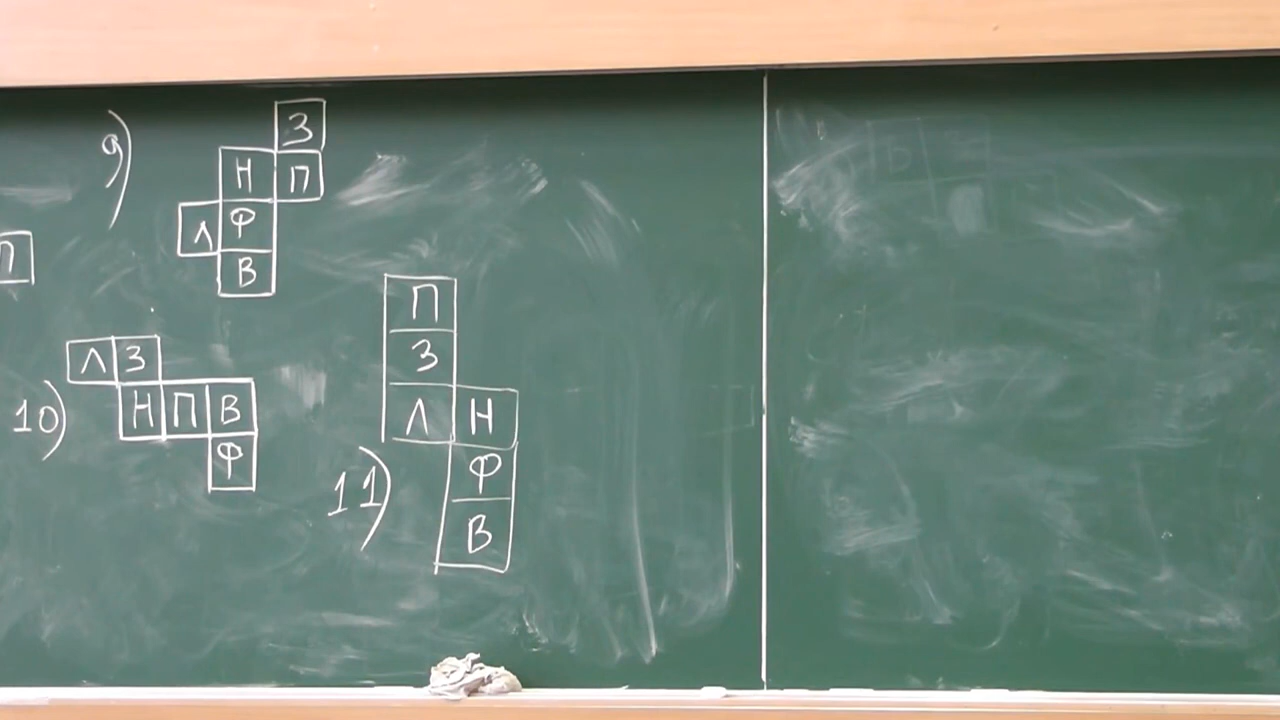 9)
З
Н П
Л Ф
В
П
10)
Л З
Н П В
Ф
11)
П
З
Л Н
Ф
В